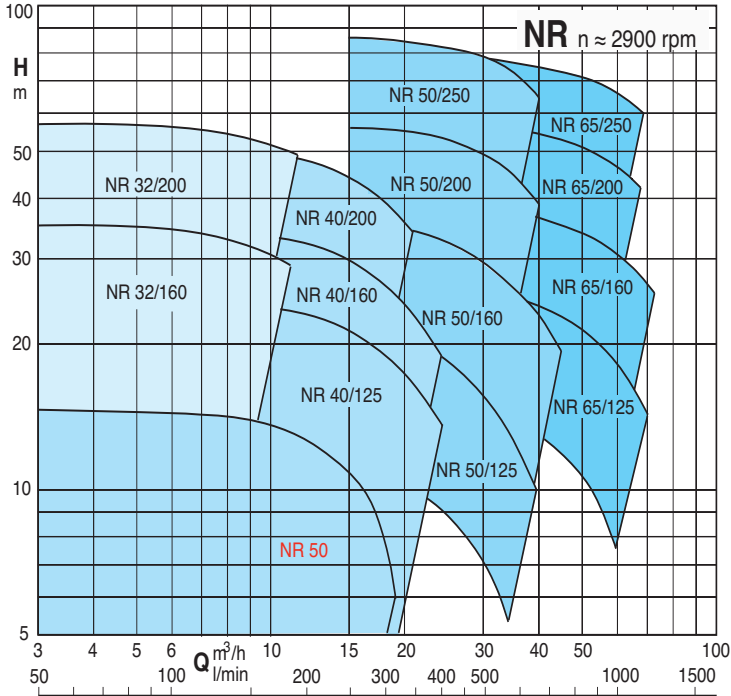 100
NR n ≈ 2900 rpm
H
m
NR 50/250
NR 65/250
50
NR 32/200
NR 50/200
NR 65/200
40
NR 40/200
30
NR 32/160
NR 40/160
NR 65/160
NR 50/160
20
NR 40/125
NR 65/125
NR 50/125
10
NR 50
5
3 4 5 6 10 15 20 30 40 50 100
Q m³/h
l/min
50 100 200 300 400 500 1000 1500